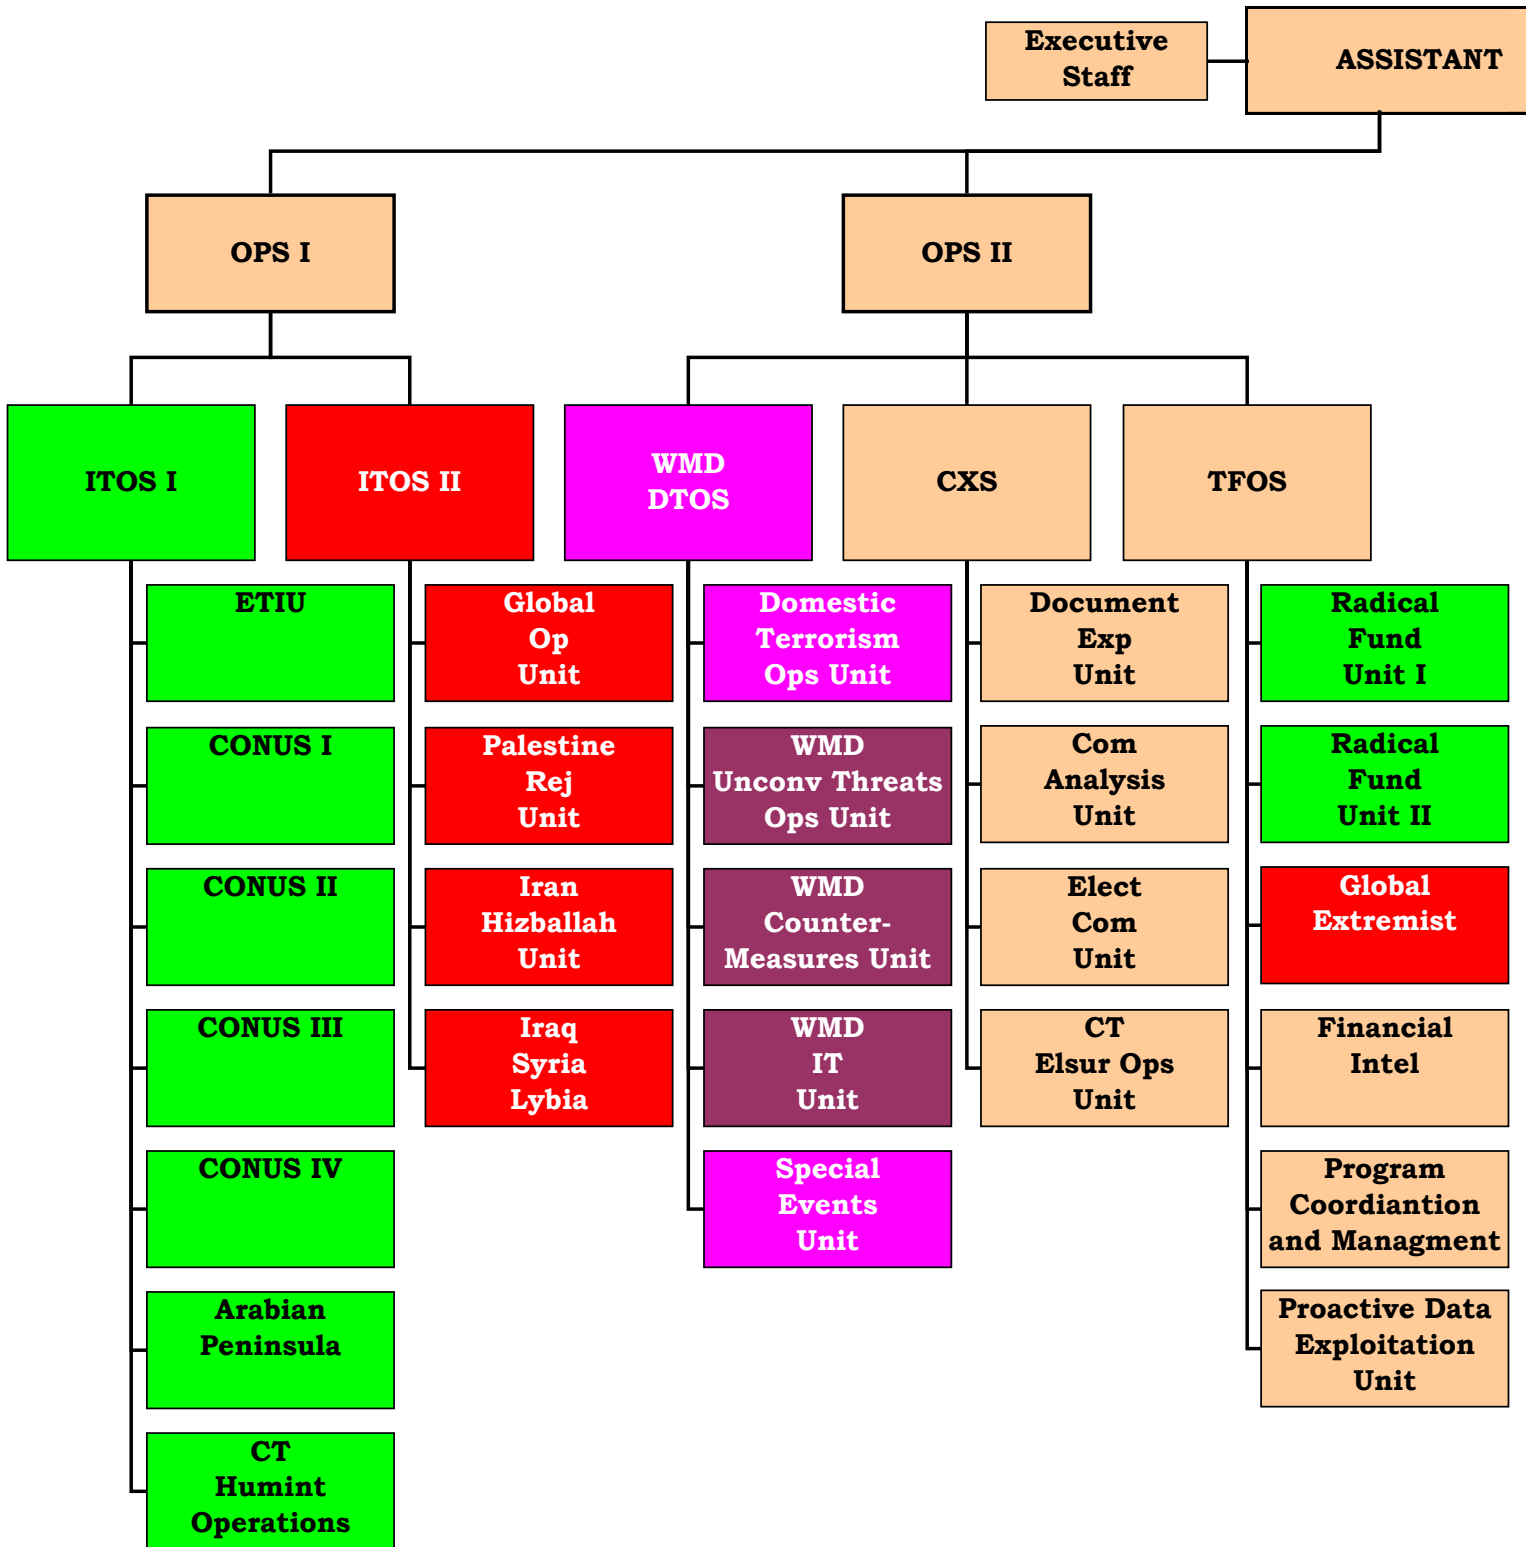 Executive
Staff
ASSISTANT
OPS I
OPS II
ITOS I
ITOS II
WMD
DTOS
CXS
TFOS
ETIU
CONUS I
CONUS II
CONUS III
CONUS IV
Arabian
Peninsula
CT
Humint
Operations
Global
Op
Unit
Palestine
Rej
Unit
Iran
Hizballah
Unit
Iraq
Syria
Lybia
Domestic
Terrorism
Ops Unit
WMD
Unconv Threats
Ops Unit
WMD
Counter-
Measures Unit
WMD
IT
Unit
Special
Events
Unit
Document
Exp
Unit
Com
Analysis
Unit
Elect
Com
Unit
CT
Elsur Ops
Unit
Radical
Fund
Unit I
Radical
Fund
Unit II
Global
Extremist
Financial
Intel
Program
Coordiantion
and Managment
Proactive Data
Exploitation
Unit